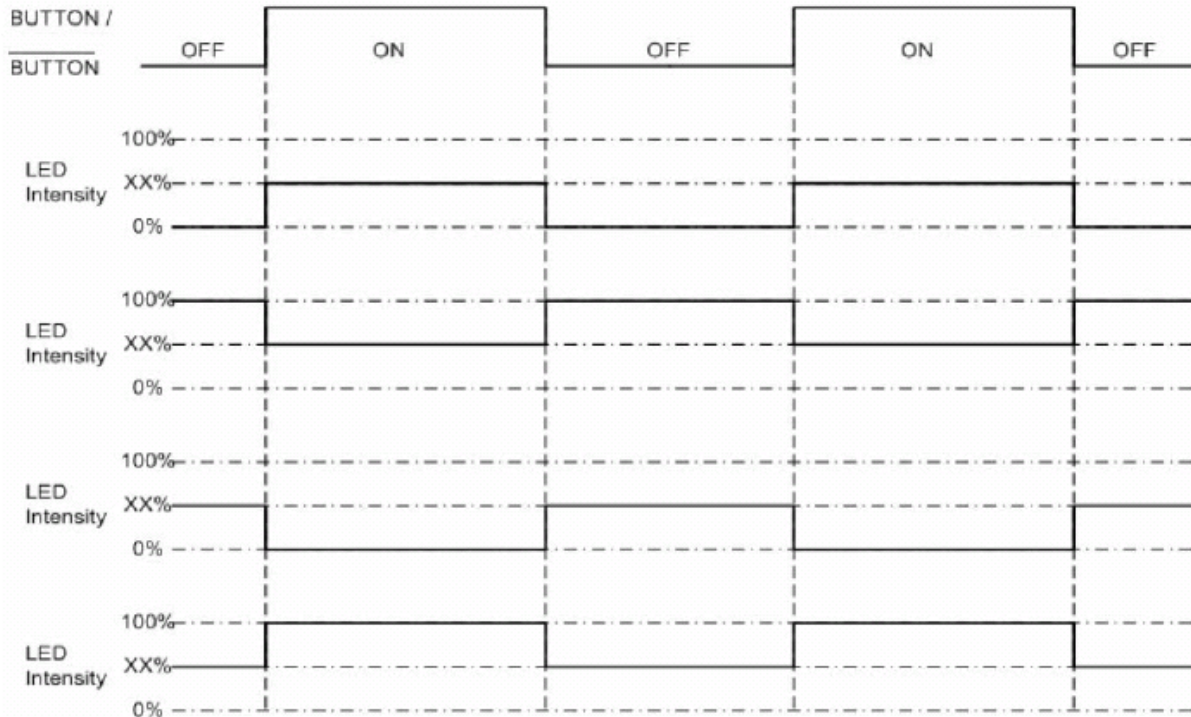 BUTTON /
BUTTON
OFF ON OFF ON OFF
100%
LED
Intensity
XX%
0%
100%
LED
Intensity
XX%
0%
100%
LED
Intensity
XX%
0%
100%
LED
Intensity
XX%
0%